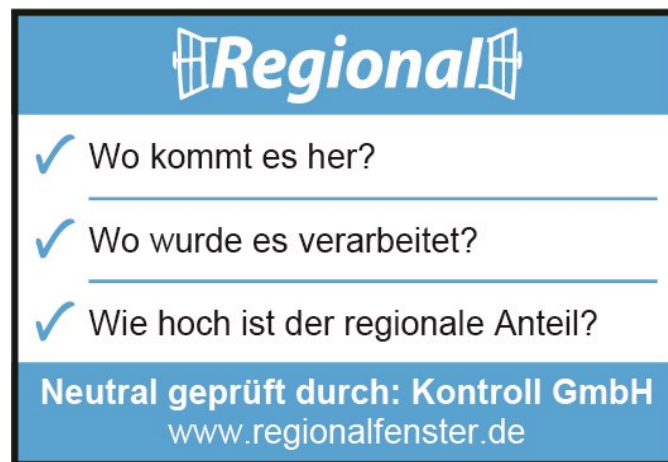 Regional
Wo kommt es her?
Wo wurde es verarbeitet?
Wie hoch ist der regionale Anteil?
Neutral geprüft durch: Kontroll GmbH
www.regionalfenster.de